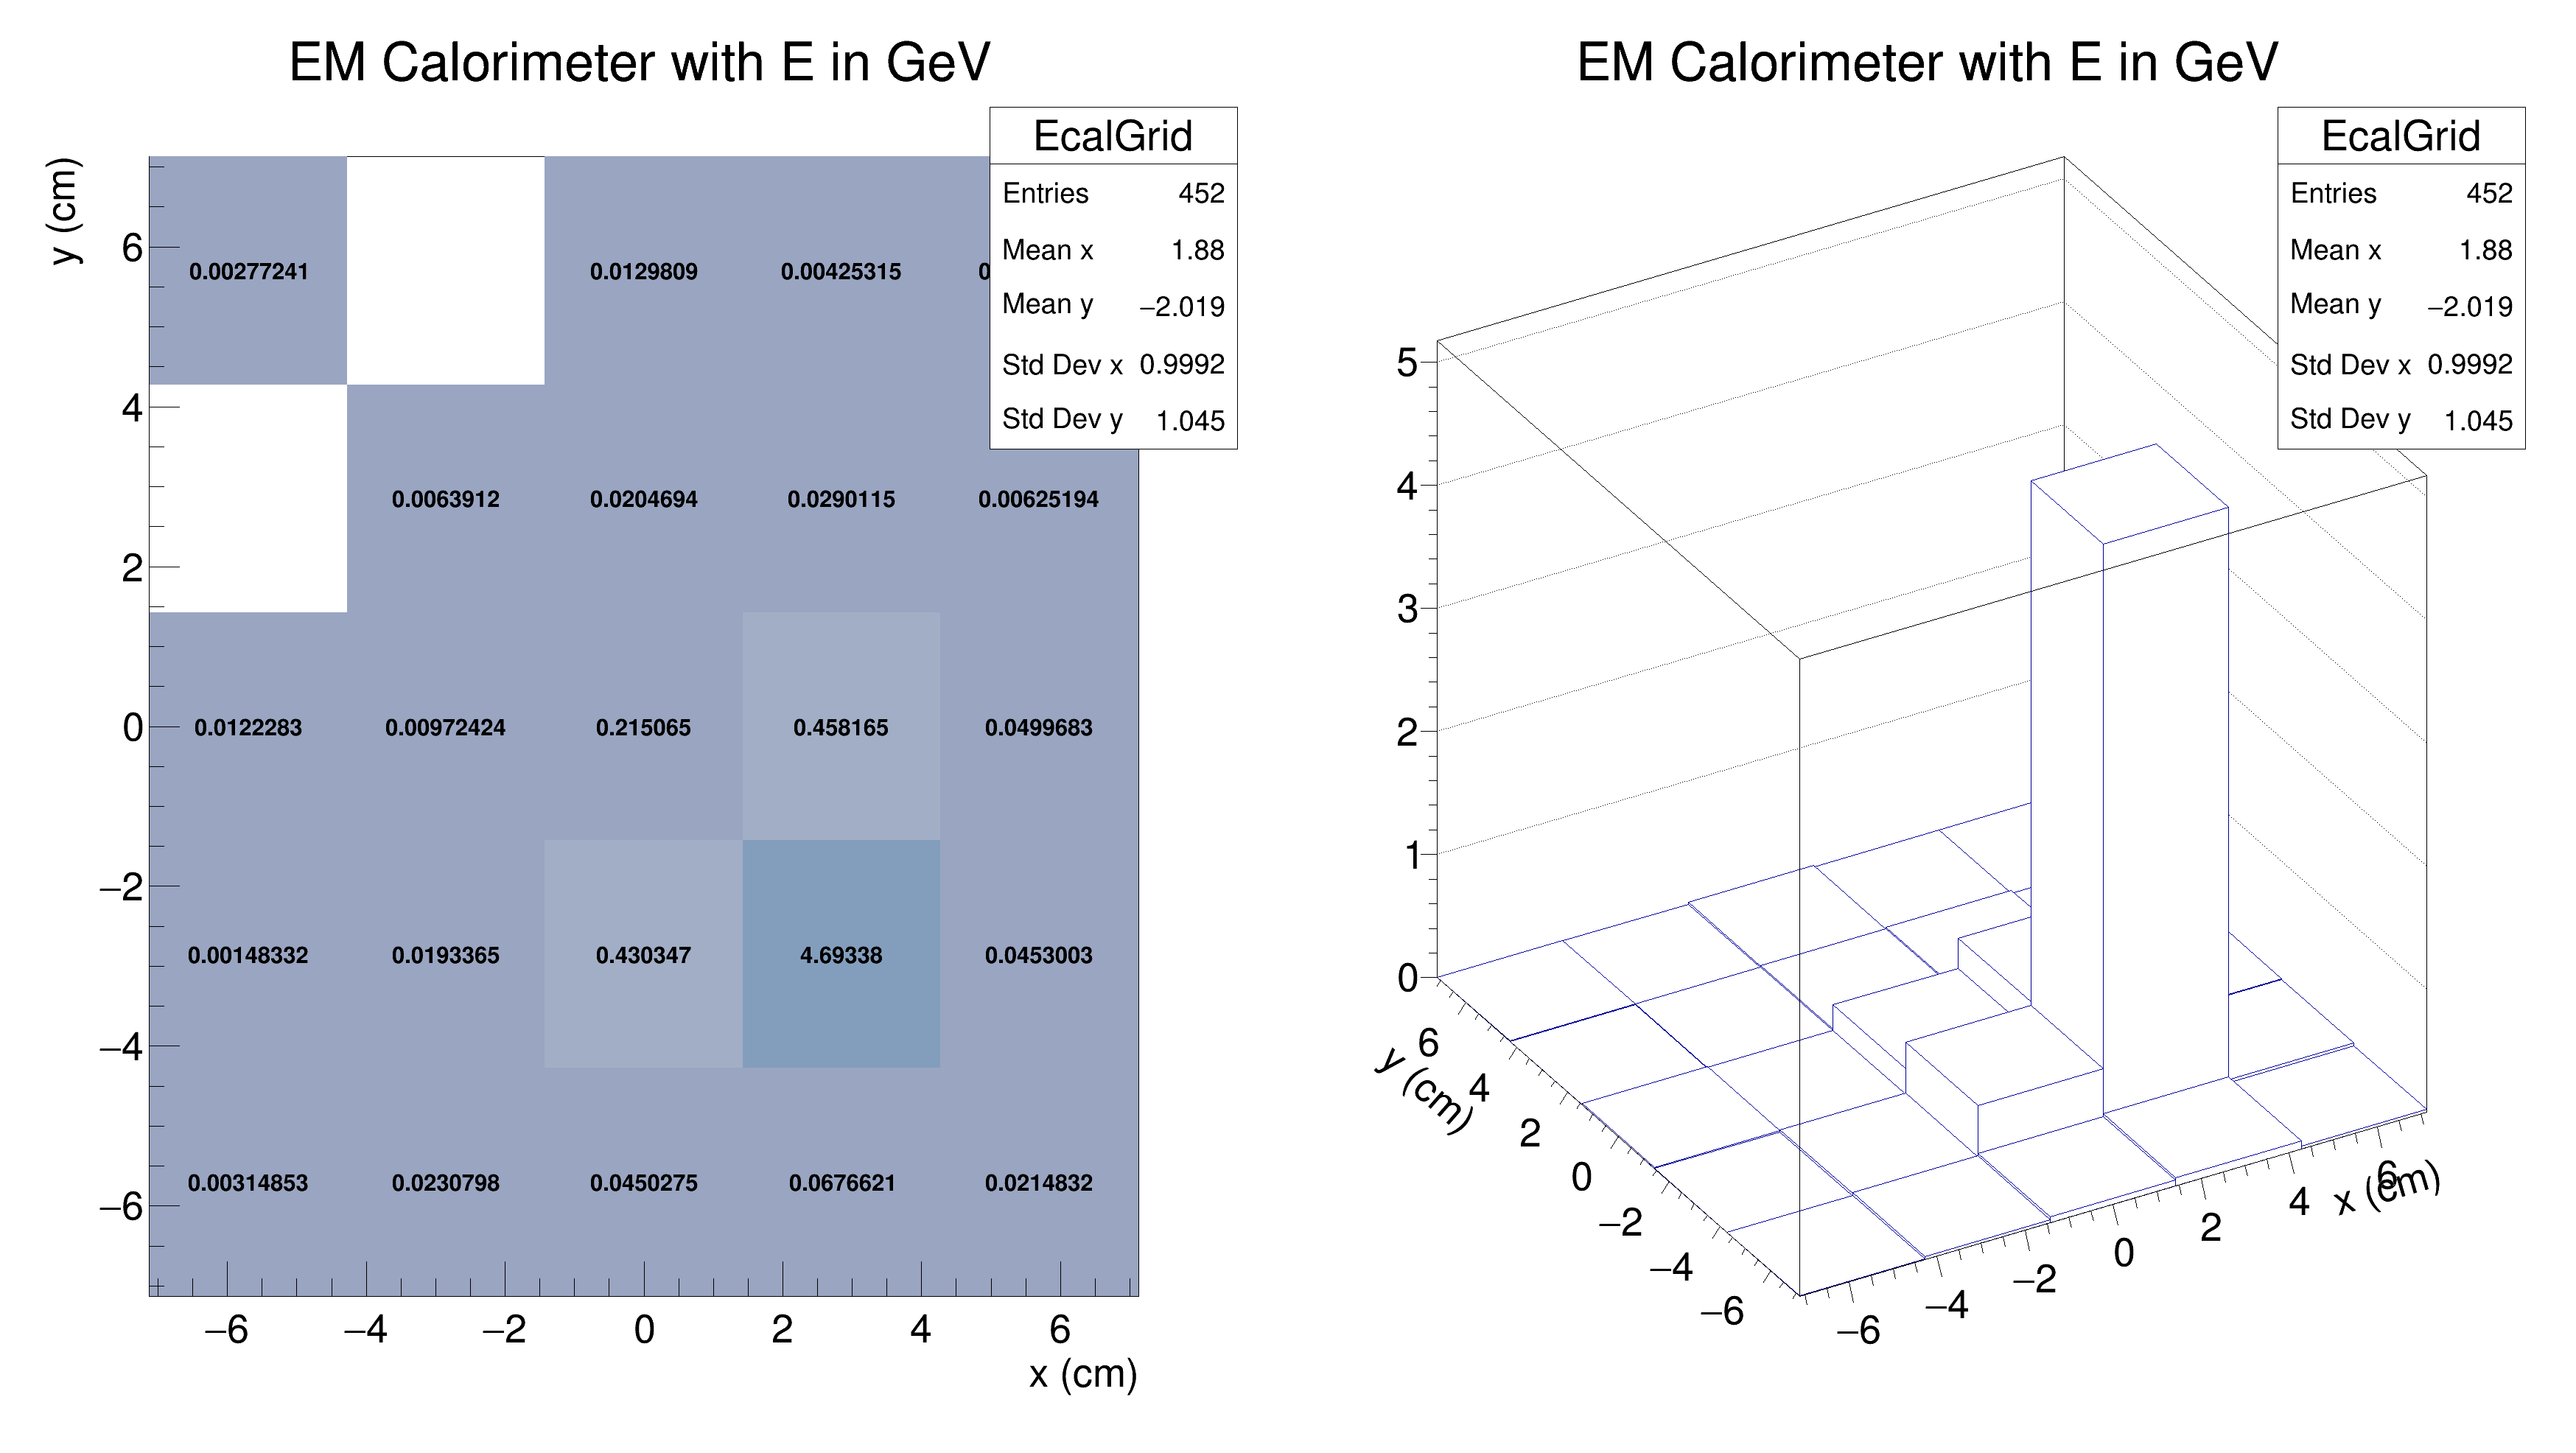 EM Calorimeter with E in GeV
EcalGrid
Entries 452
Mean x 1.88
Mean y −2.019
Std Dev x 0.9992
Std Dev y 1.045
y (cm)
6
4
2
0
−2
−4
−6
0.00277241 0.0129809 0.00425315
0.0063912 0.0204694 0.0290115 0.00625194
0.0122283 0.00972424 0.215065 0.458165 0.0499683
0.00148332 0.0193365 0.430347 4.69338 0.0453003
0.00314853 0.0230798 0.0450275 0.0676621 0.0214832
−6 −4 −2 0 2 4 6
x (cm)
EM Calorimeter with E in GeV
EcalGrid
Entries 452
Mean x 1.88
Mean y −2.019
Std Dev x 0.9992
Std Dev y 1.045
5
4
3
2
1
0
6
4
2
0
−2
−4
−6
y (cm)
−6
−4
−2
0
2
4
6
x (cm)